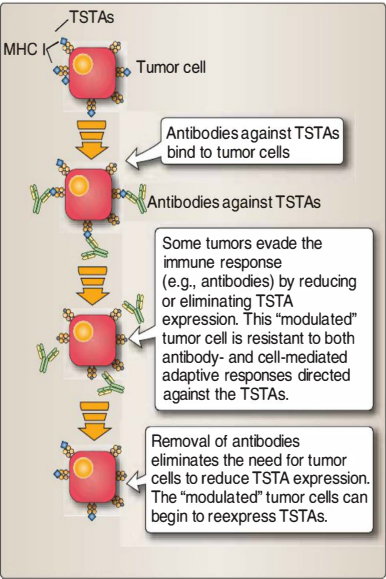 TSTAs
MHC I
Tumor cell
Antibodies against TSTAs
bind to tumor cells
Antibodies against TSTAs
Some tumors evade the
immune response
(e.g., antibodies) by reducing
or eliminating TSTA
expression. This “modulated”
tumor cell is resistant to both
antibody- and cell-mediated
adaptive responses directed
against the TSTAs.
Removal of antibodies
eliminates the need for tumor
cells to reduce TSTA expression.
The “modulated” tumor cells can
begin to reexpress TSTAs.